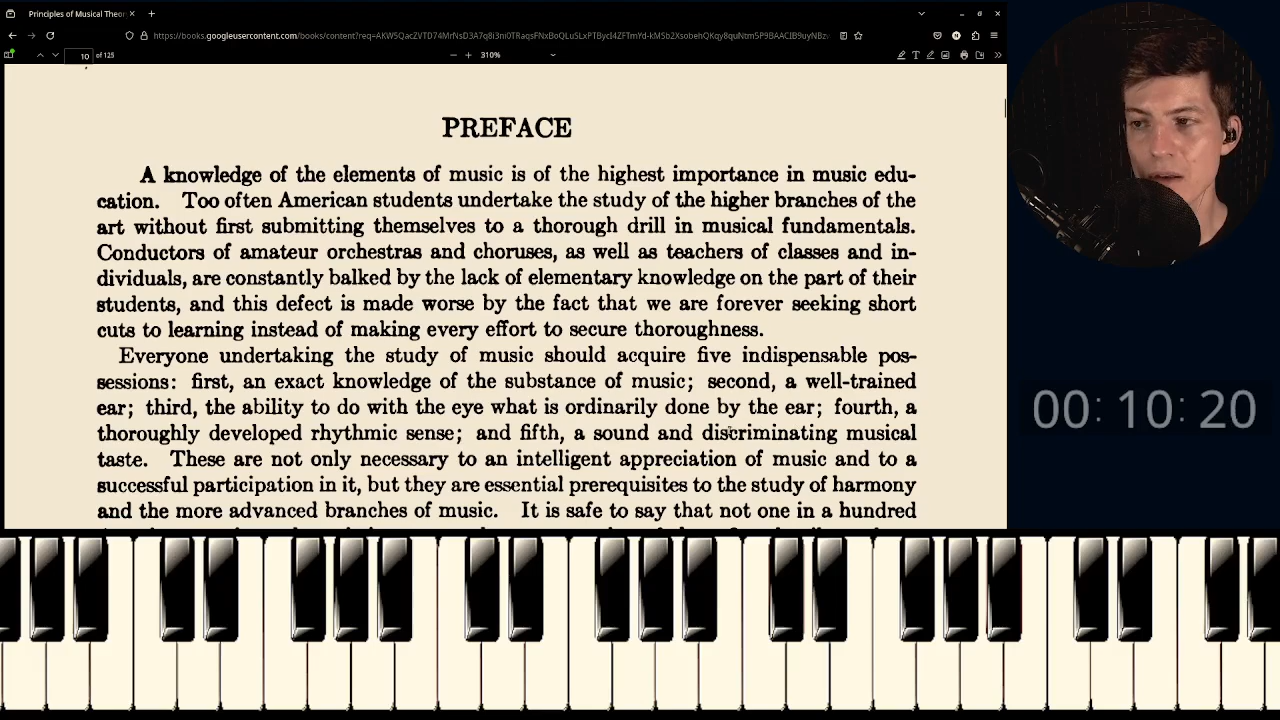 Principles of Musical Theor
10 of 125
310%
PREFACE
A knowledge of the elements of music is of the highest importance in music edu-
cation. Too often American students undertake the study of the higher branches of the
art without first submitting themselves to a thorough drill in musical fundamentals.
Conductors of amateur orchestras and choruses, as well as teachers of classes and in-
dividuals, are constantly balked by the lack of elementary knowledge on the part of their
students, and this defect is made worse by the fact that we are forever seeking short
cuts to learning instead of making every effort to secure thoroughness.
Everyone undertaking the study of music should acquire five indispensable pos-
sessions: first, an exact knowledge of the substance of music; second, a well-trained
ear; third, the ability to do with the eye what is ordinarily done by the ear; fourth, a
thoroughly developed rhythmic sense; and fifth, a sound and discriminating musical
taste. These are not only necessary to an intelligent appreciation of music and to a
successful participation in it, but they are essential prerequisites to the study of harmony
and the more advanced branches of music. It is safe to say that not one in a hundred
00:10:20